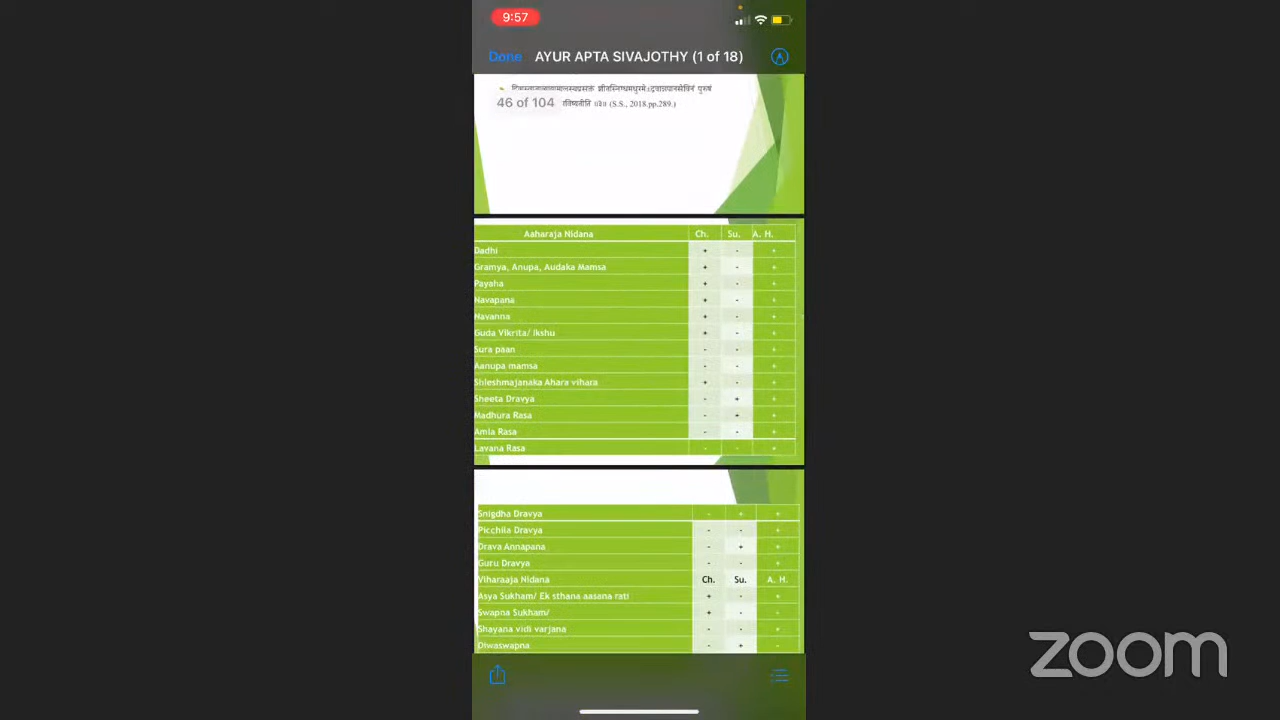 9:57
Done AYUR APTA SIVAJOTHY (1 of 18)
पुरुषं
46 of 104 ॥३॥ (S.S., 2018.pp.289.)
Aaharaja Nidana Ch. Su. A. H.
Dadhi + - +
Gramya, Anupa, Audaka Mamsa + - +
Payaha + - +
Navapana + - +
Navanna + - +
Guda Vikrita/ Ikshu + - +
Sura paan - - +
Aanupa mamsa - - +
Shleshmajanaka Ahara vihara + - +
Sheeta Dravya - + +
Madhura Rasa - + +
Amla Rasa - - +
Lavana Rasa - - +
Snigdha Dravya - + +
Picchila Dravya - - +
Drava Annapana - + +
Guru Dravya - - +
Viharaaja Nidana Ch. Su. A. H.
Asya Sukham/ Ek sthana aasana rati + - +
Swapna Sukham/ + - -
Shayana vidi varjana - - +
Diwaswapna - + -
zoom